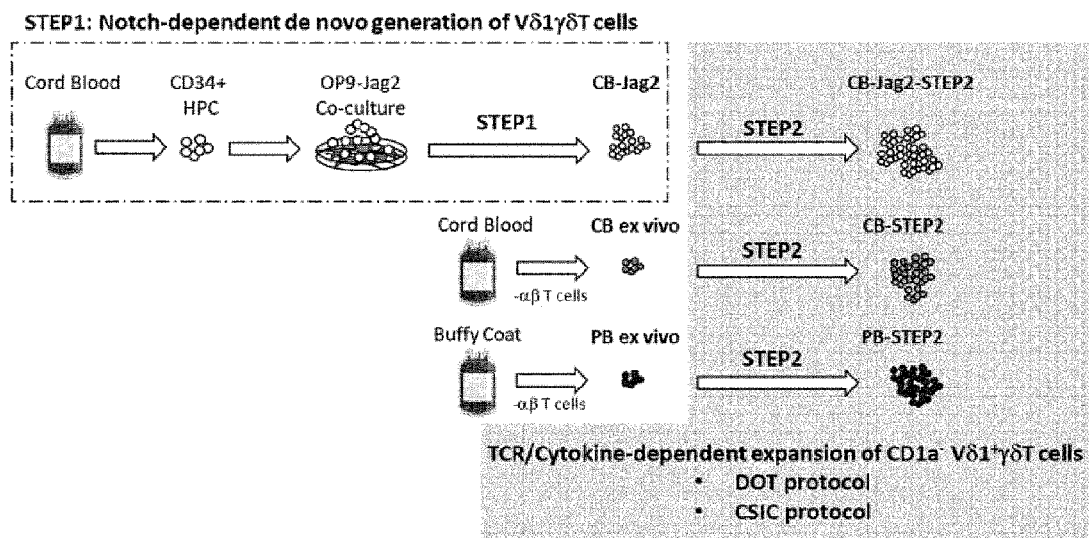 STEP1: Notch-dependent de novo generation of Vδ1γδT cells
Cord Blood
CD34+
HPC
OP9-Jag2
Co-culture
STEP1
CB-Jag2
STEP2
CB-Jag2-STEP2
Cord Blood
-αβ T cells
CB ex vivo
STEP2
CB-STEP2
Buffy Coat
-αβ T cells
PB ex vivo
STEP2
PB-STEP2
TCR/Cytokine-dependent expansion of CD1a⁻ Vδ1⁺γδT cells
• DOT protocol
• CSIC protocol